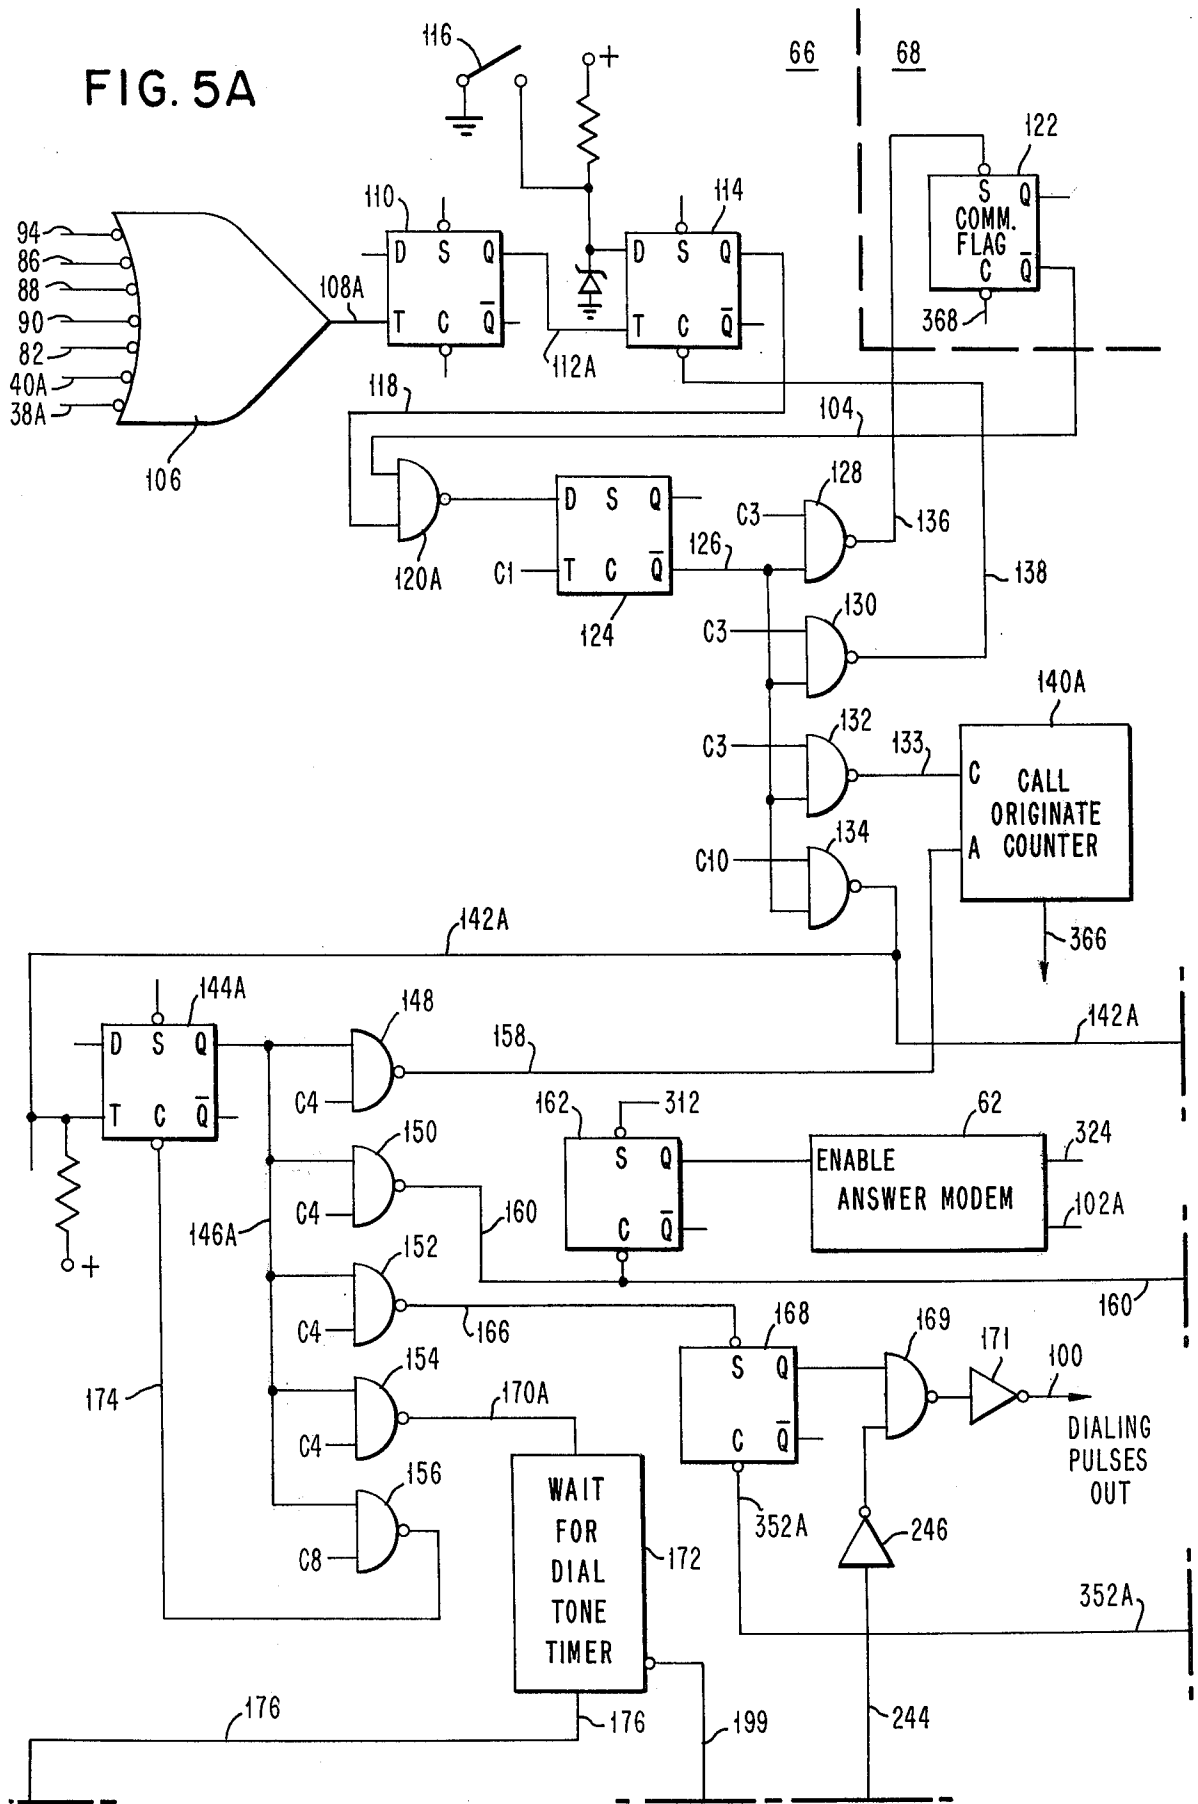 FIG. 5A
116
+
66
68
122
S
Q
COMM.
FLAG
C
Q̅
368
94
86
88
90
82
40A
38A
106
108A
110
D S Q
T C Q̅
112A
114
D S Q
T C Q̅
118
104
120A
D S Q
C1
T C Q̅
124
126
C3
128
136
138
C3
130
C3
132
133
140A
C
CALL
ORIGINATE
COUNTER
A
C10
134
366
142A
142A
144A
D S Q
T C Q̅
+
146A
148
C4
158
150
C4
160
162
312
S Q
C Q̅
62
ENABLE
ANSWER MODEM
324
102A
160
152
C4
166
168
S Q
C Q̅
169
171
100
DIALING
PULSES
OUT
174
154
C4
170A
156
C8
WAIT
FOR
DIAL
TONE
TIMER
172
352A
246
352A
176
176
199
244